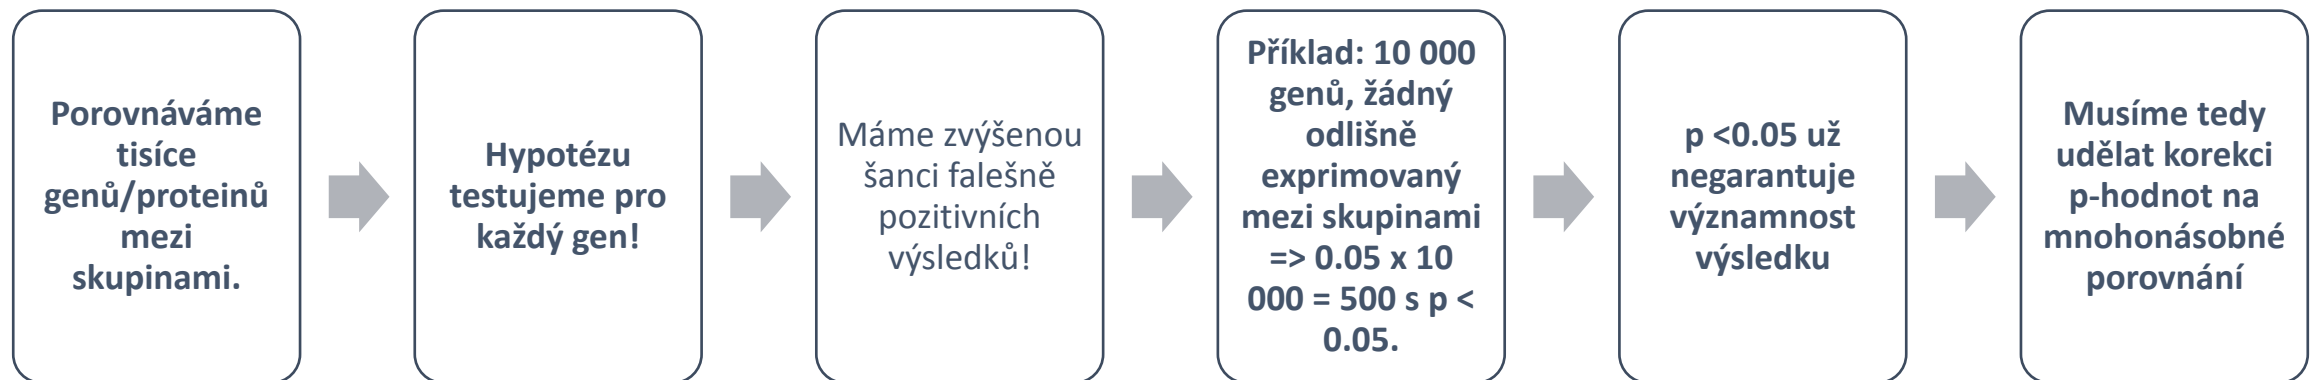 Porovnáváme
tisíce
genů/proteinů
mezi
skupinami.
Hypotézu
testujeme pro
každý gen!
Máme zvýšenou
šanci falešně
pozitivních
výsledků!
Příklad: 10 000
genů, žádný
odlišně
exprimovaný
mezi skupinami
=> 0.05 x 10
000 = 500 s p <
0.05.
p <0.05 už
negarantuje
významnost
výsledku
Musíme tedy
udělat korekci
p-hodnot na
mnohonásobné
porovnání